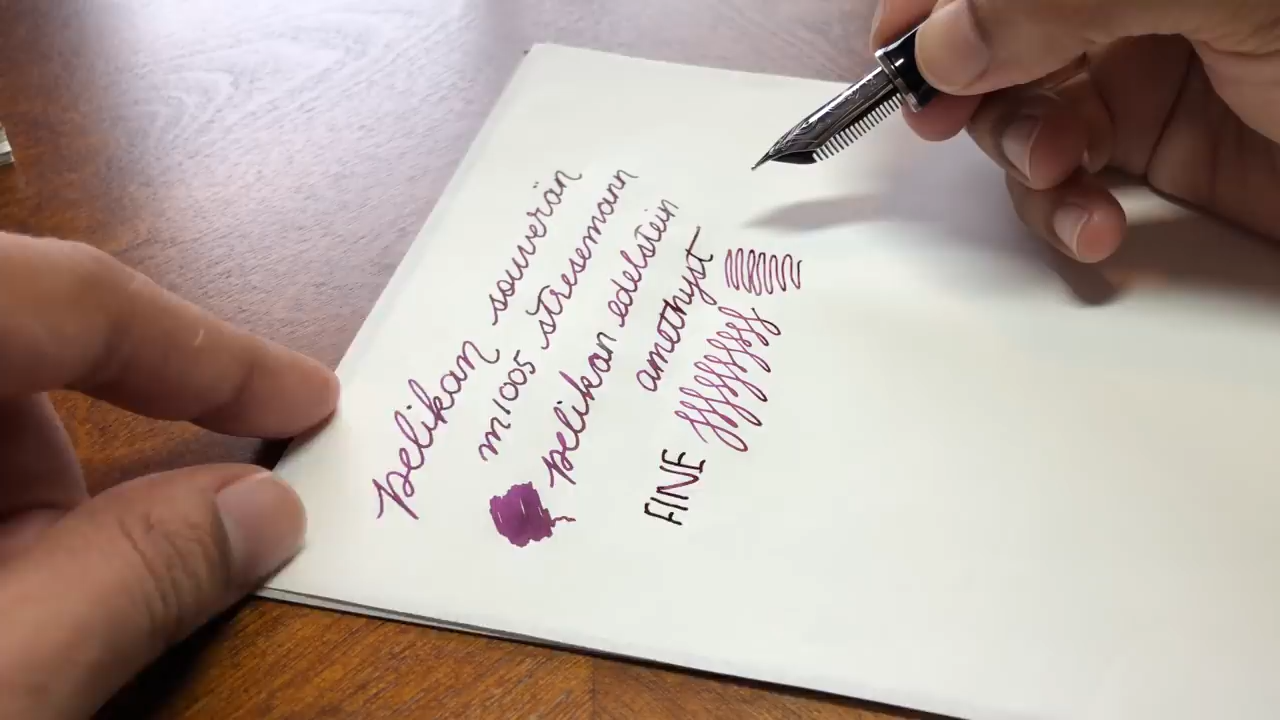 pelikan souverän
m1005 stresemann
pelikan edelstein
amethyst
FINE